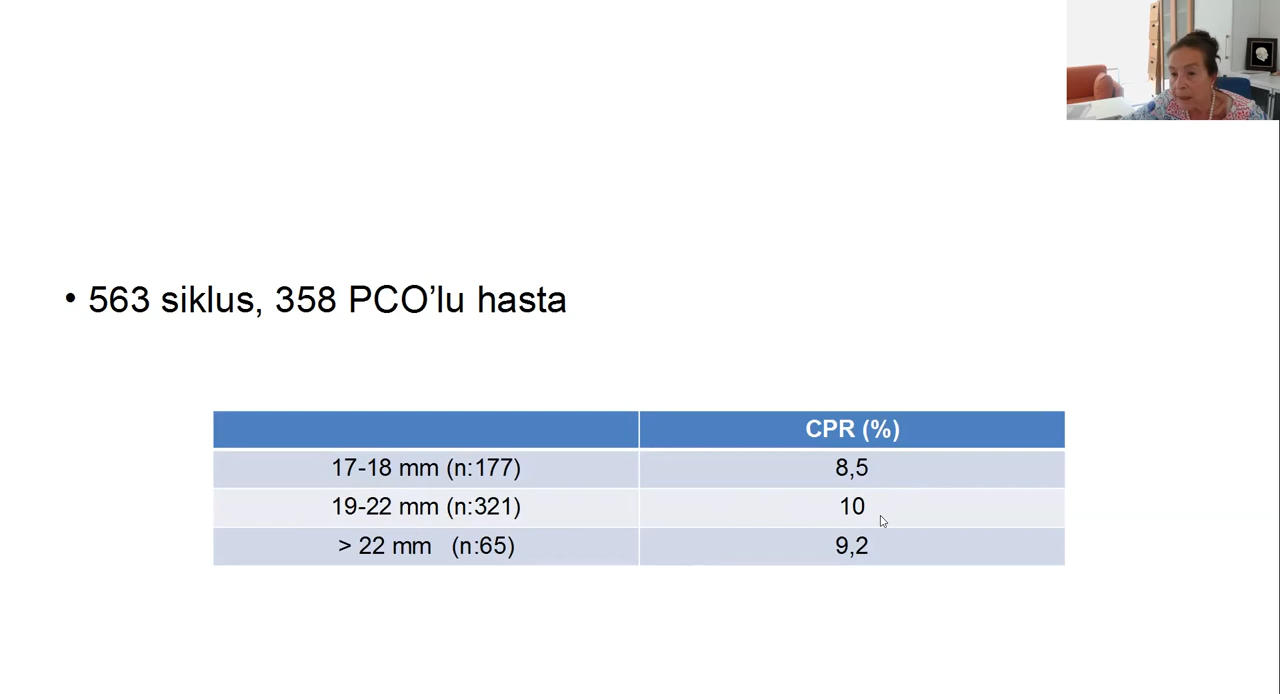 • 563 siklus, 358 PCO’lu hasta
CPR (%)
17-18 mm (n:177) 8,5
19-22 mm (n:321) 10
> 22 mm (n:65) 9,2